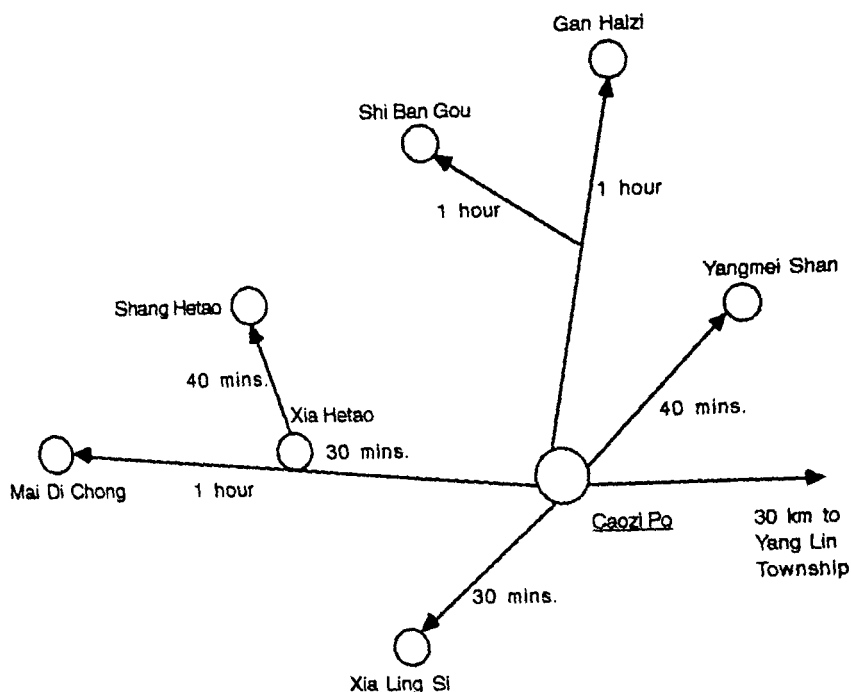 Gan Halzi
Shi Ban Gou
1 hour
1 hour
Yangmei Shan
Shang Hetao
40 mins.
40 mins.
Xia Hetao
30 mins.
Mai Di Chong
1 hour
Caozi Po
30 km to
Yang Lin
Township
30 mins.
Xia Ling Si